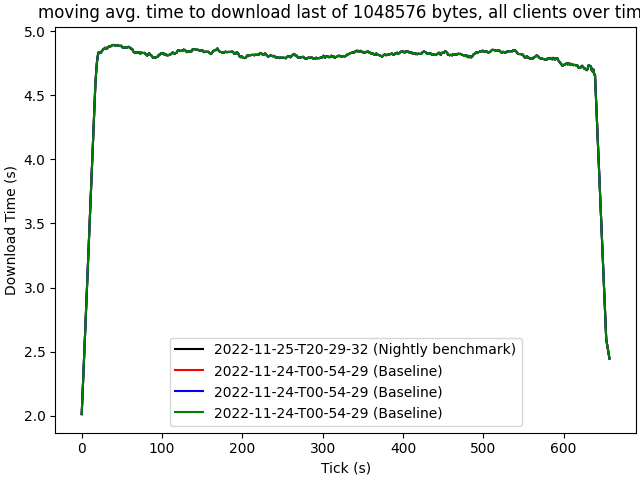 moving avg. time to download last of 1048576 bytes, all clients over tim
5.0
4.5
4.0
3.5
3.0
2.5
2.0
Download Time (s)
2022-11-25-T20-29-32 (Nightly benchmark)
2022-11-24-T00-54-29 (Baseline)
2022-11-24-T00-54-29 (Baseline)
2022-11-24-T00-54-29 (Baseline)
0 100 200 300 400 500 600
Tick (s)